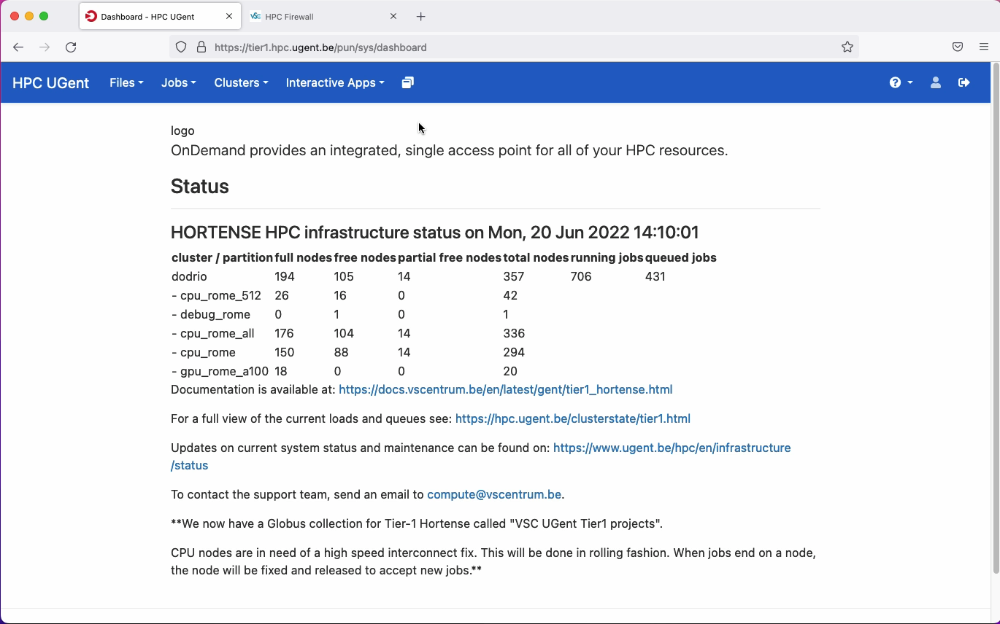 Dashboard - HPC UGent
VSC HPC Firewall
https://tier1.hpc.ugent.be/pun/sys/dashboard
HPC UGent Files Jobs Clusters Interactive Apps
logo
OnDemand provides an integrated, single access point for all of your HPC resources.
Status
HORTENSE HPC infrastructure status on Mon, 20 Jun 2022 14:10:01
cluster / partition full nodes free nodes partial free nodes total nodes running jobs queued jobs
dodrio 194 105 14 357 706 431
- cpu_rome_512 26 16 0 42
- debug_rome 0 1 0 1
- cpu_rome_all 176 104 14 336
- cpu_rome 150 88 14 294
- gpu_rome_a100 18 0 0 20
Documentation is available at: https://docs.vscentrum.be/en/latest/gent/tier1_hortense.html
For a full view of the current loads and queues see: https://hpc.ugent.be/clusterstate/tier1.html
Updates on current system status and maintenance can be found on: https://www.ugent.be/hpc/en/infrastructure
/status
To contact the support team, send an email to compute@vscentrum.be.
**We now have a Globus collection for Tier-1 Hortense called "VSC UGent Tier1 projects".
CPU nodes are in need of a high speed interconnect fix. This will be done in rolling fashion. When jobs end on a node,
the node will be fixed and released to accept new jobs.**